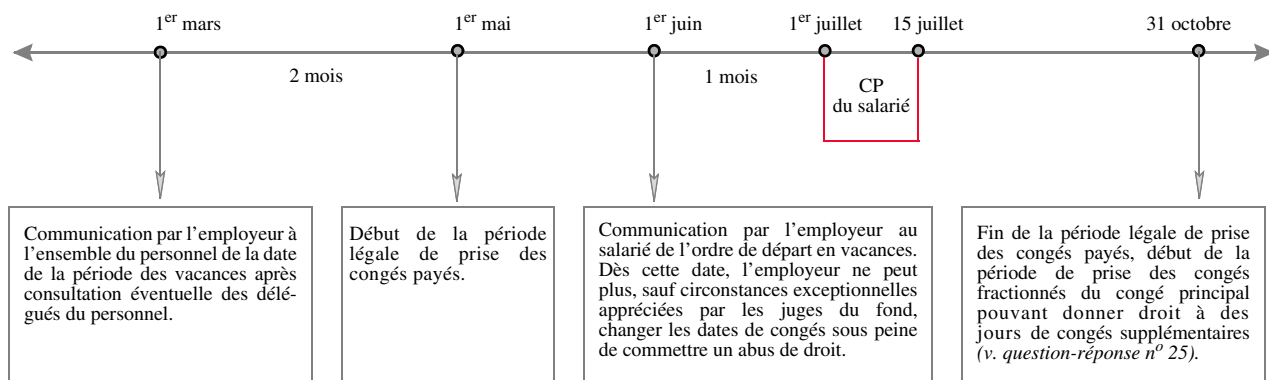 1er mars
1er mai
1er juin
1er juillet
15 juillet
31 octobre
2 mois
1 mois
CP
du salarié
Communication par l'employeur à
l'ensemble du personnel de la date
de la période des vacances après
consultation éventuelle des délé-
gués du personnel.
Début de la période
légale de prise des
congés payés.
Communication par l'employeur au
salarié de l'ordre de départ en vacances.
Dès cette date, l'employeur ne peut
plus, sauf circonstances exceptionnelles
appréciées par les juges du fond,
changer les dates de congés sous peine
de commettre un abus de droit.
Fin de la période légale de prise
des congés payés, début de la
période de prise des congés
fractionnés du congé principal
pouvant donner droit à des
jours de congés supplémentaires
(v. question-réponse no 25).